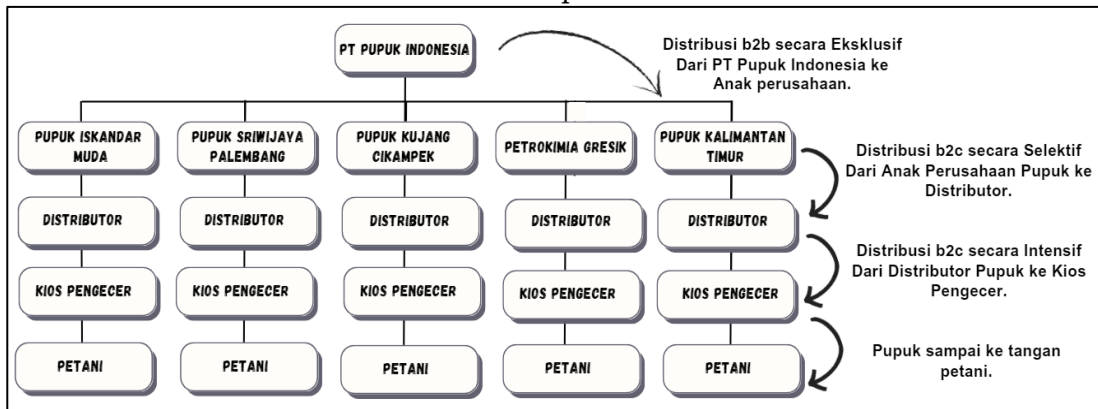 PT PUPUK INDONESIA
Distribusi b2b secara Eksklusif
Dari PT Pupuk Indonesia ke
Anak perusahaan.
PUPUK ISKANDAR
MUDA
PUPUK SRIWIJAYA
PALEMBANG
PUPUK KUJANG
CIKAMPEK
PETROKIMIA GRESIK
PUPUK KALIMANTAN
TIMUR
Distribusi b2c secara Selektif
Dari Anak Perusahaan Pupuk ke
Distributor.
DISTRIBUTOR
DISTRIBUTOR
DISTRIBUTOR
DISTRIBUTOR
DISTRIBUTOR
Distribusi b2c secara Intensif
Dari Distributor Pupuk ke Kios
Pengecer.
KIOS PENGECER
KIOS PENGECER
KIOS PENGECER
KIOS PENGECER
KIOS PENGECER
Pupuk sampai ke tangan
petani.
PETANI
PETANI
PETANI
PETANI
PETANI